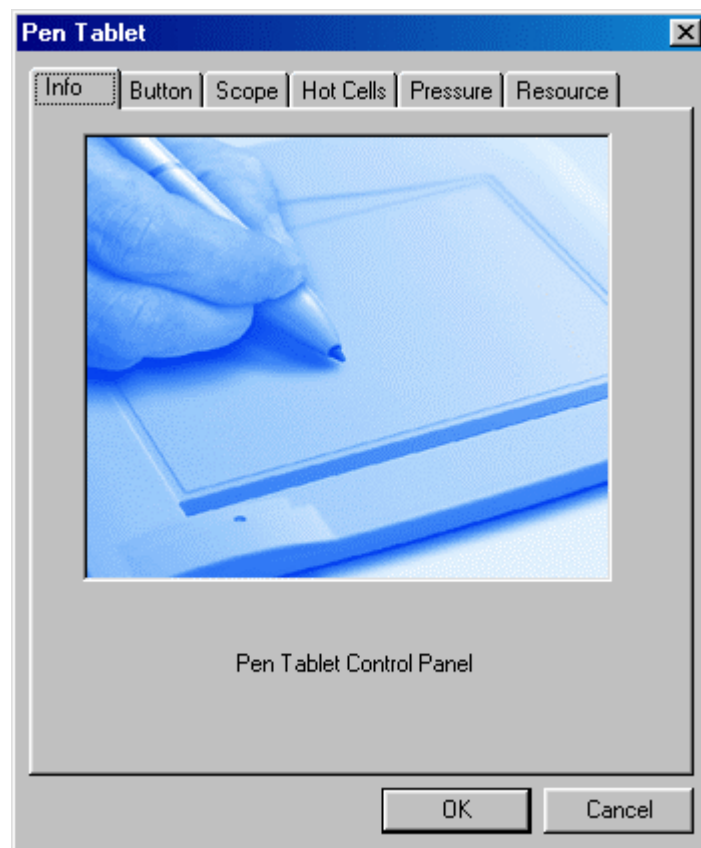 Pen Tablet
Info Button Scope Hot Cells Pressure Resource
Pen Tablet Control Panel
OK Cancel